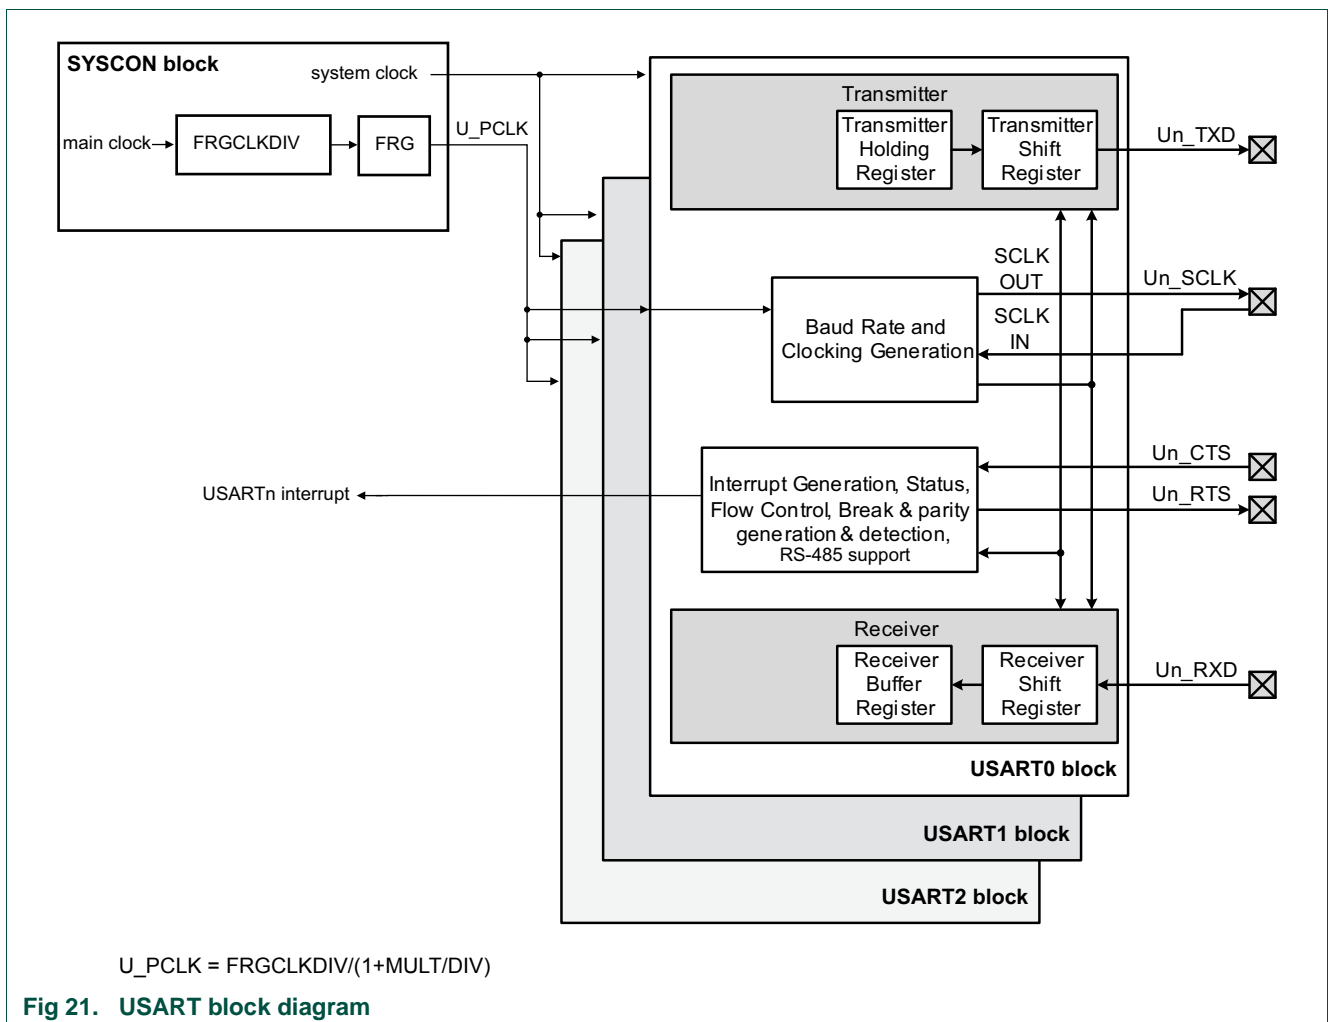 SYSCON block
system clock
main clock
FRGCLKDIV
FRG
U_PCLK
Transmitter
Transmitter
Holding
Register
Transmitter
Shift
Register
Un_TXD
SCLK
OUT
Un_SCLK
SCLK
IN
Baud Rate and
Clocking Generation
Un_CTS
Un_RTS
USARTn interrupt
Interrupt Generation, Status,
Flow Control, Break & parity
generation & detection,
RS-485 support
Receiver
Receiver
Buffer
Register
Receiver
Shift
Register
Un_RXD
USART0 block
USART1 block
USART2 block
U_PCLK = FRGCLKDIV/(1+MULT/DIV)
Fig 21. USART block diagram